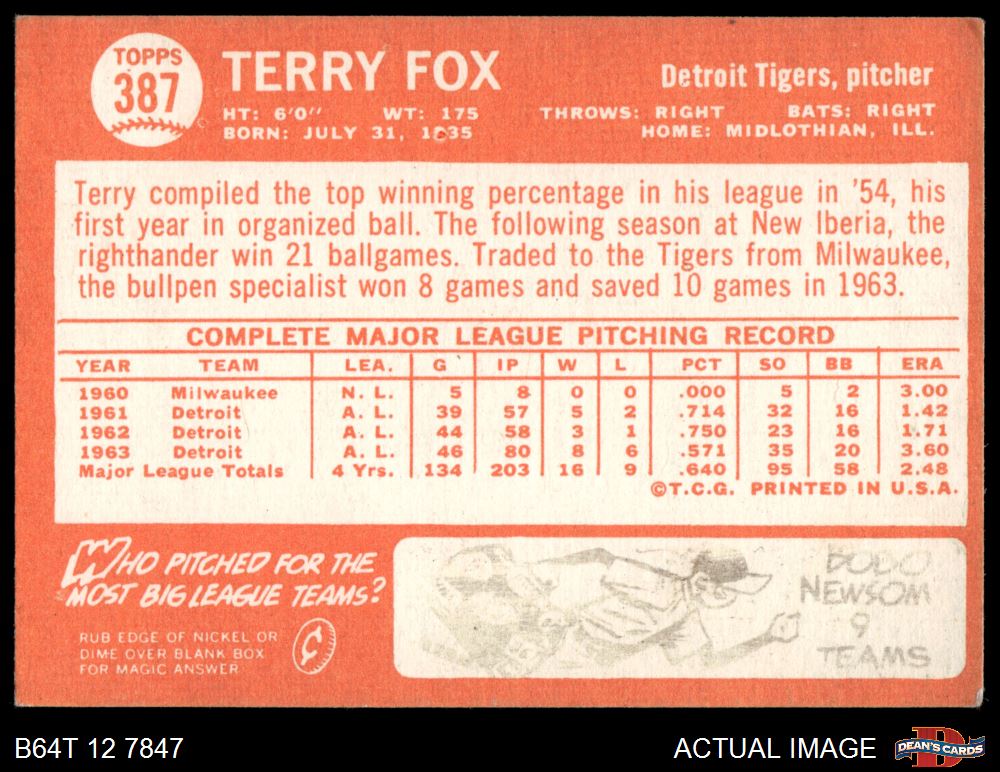 TOPPS
387
TERRY FOX
Detroit Tigers, pitcher
HT: 6'0" WT: 175 THROWS: RIGHT BATS: RIGHT
BORN: JULY 31, 1935 HOME: MIDLOTHIAN, ILL.
Terry compiled the top winning percentage in his league in '54, his
first year in organized ball. The following season at New Iberia, the
righthander win 21 ballgames. Traded to the Tigers from Milwaukee,
the bullpen specialist won 8 games and saved 10 games in 1963.
COMPLETE MAJOR LEAGUE PITCHING RECORD
YEAR TEAM LEA. G IP W L PCT SO BB ERA
1960 Milwaukee N. L. 5 8 0 0 .000 5 2 3.00
1961 Detroit A. L. 39 57 5 2 .714 32 16 1.42
1962 Detroit A. L. 44 58 3 1 .750 23 16 1.71
1963 Detroit A. L. 46 80 8 6 .571 35 20 3.60
Major League Totals 4 Yrs. 134 203 16 9 .640 95 58 2.48
©T.C.G. PRINTED IN U.S.A.
WHO PITCHED FOR THE
MOST BIG LEAGUE TEAMS?
RUB EDGE OF NICKEL OR
DIME OVER BLANK BOX
FOR MAGIC ANSWER
¢
BOBO
NEWSOM
9
TEAMS
B64T 12 7847
ACTUAL IMAGE
D
DEAN'S CARDS